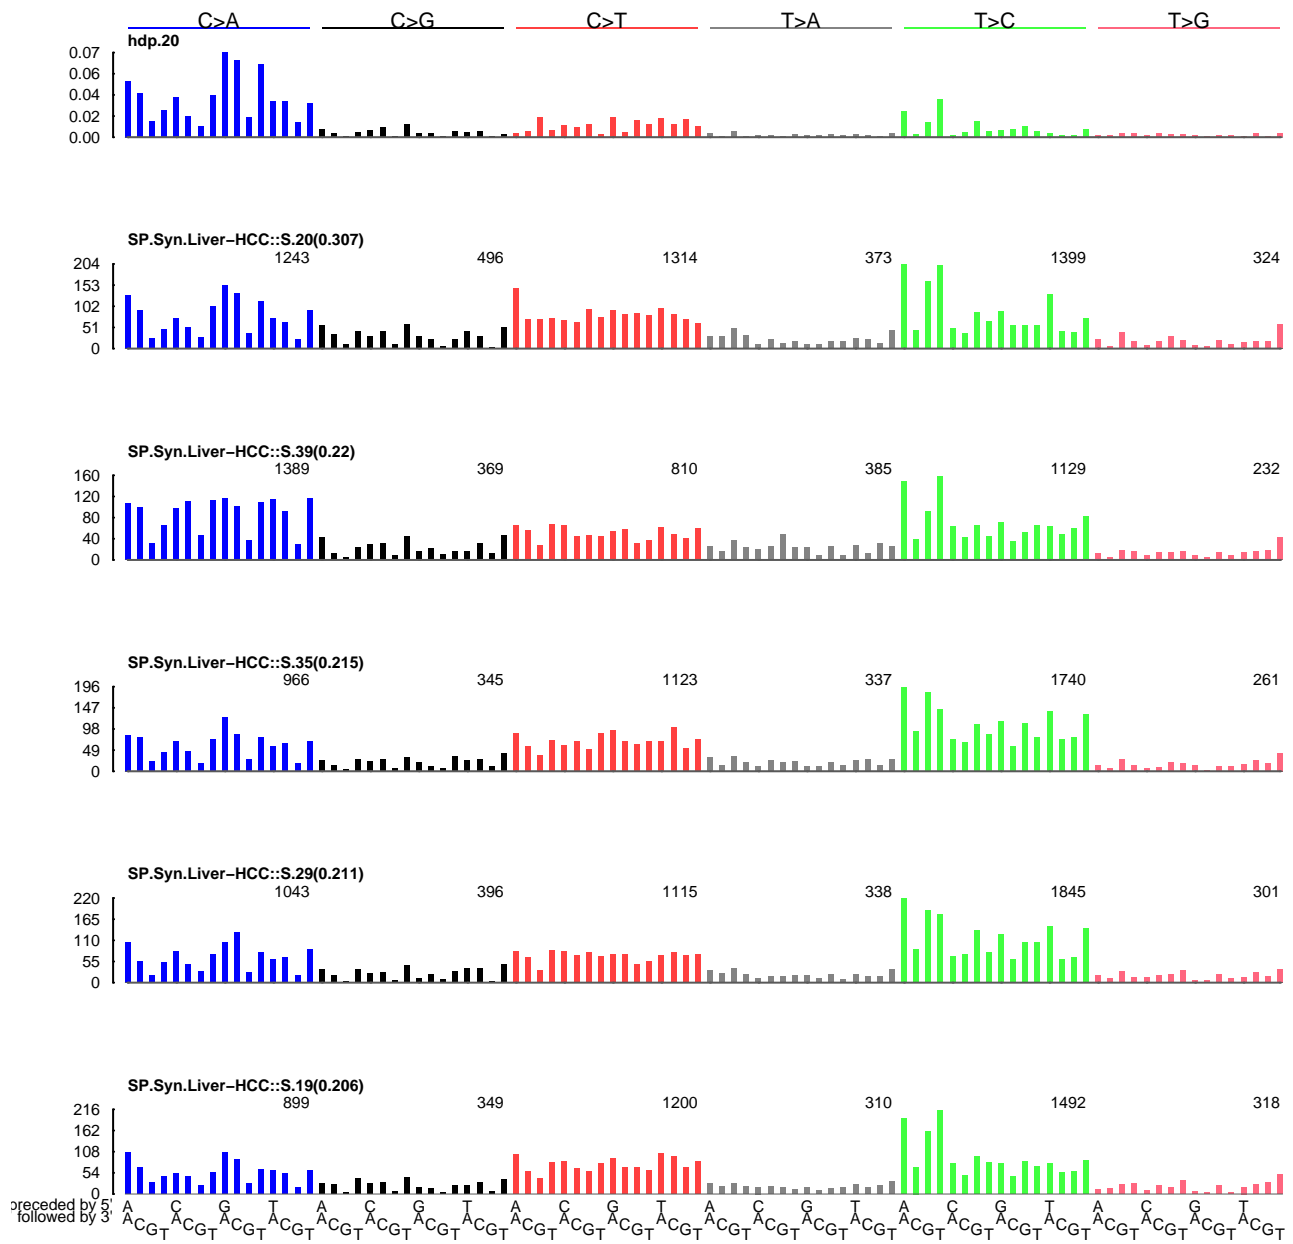 C>A C>G C>T T>A T>C T>G
hdp.20
0.07
0.06
0.04
0.02
0.00
SP.Syn.Liver−HCC::S.20(0.307)
1243 496 1314 373 1399 324
204
153
102
51
0
SP.Syn.Liver−HCC::S.39(0.22)
1389 369 810 385 1129 232
160
120
80
40
0
SP.Syn.Liver−HCC::S.35(0.215)
966 345 1123 337 1740 261
196
147
98
49
0
SP.Syn.Liver−HCC::S.29(0.211)
1043 396 1115 338 1845 301
220
165
110
55
0
SP.Syn.Liver−HCC::S.19(0.206)
899 349 1200 310 1492 318
216
162
108
54
0
preceded by 5' A C G T A C G T A C G T A C G T A C G T A C G T
followed by 3' A C G T A C G T A C G T A C G T A C G T A C G T A C G T A C G T A C G T A C G T A C G T A C G T A C G T A C G T A C G T A C G T A C G T A C G T A C G T A C G T A C G T A C G T A C G T A C G T